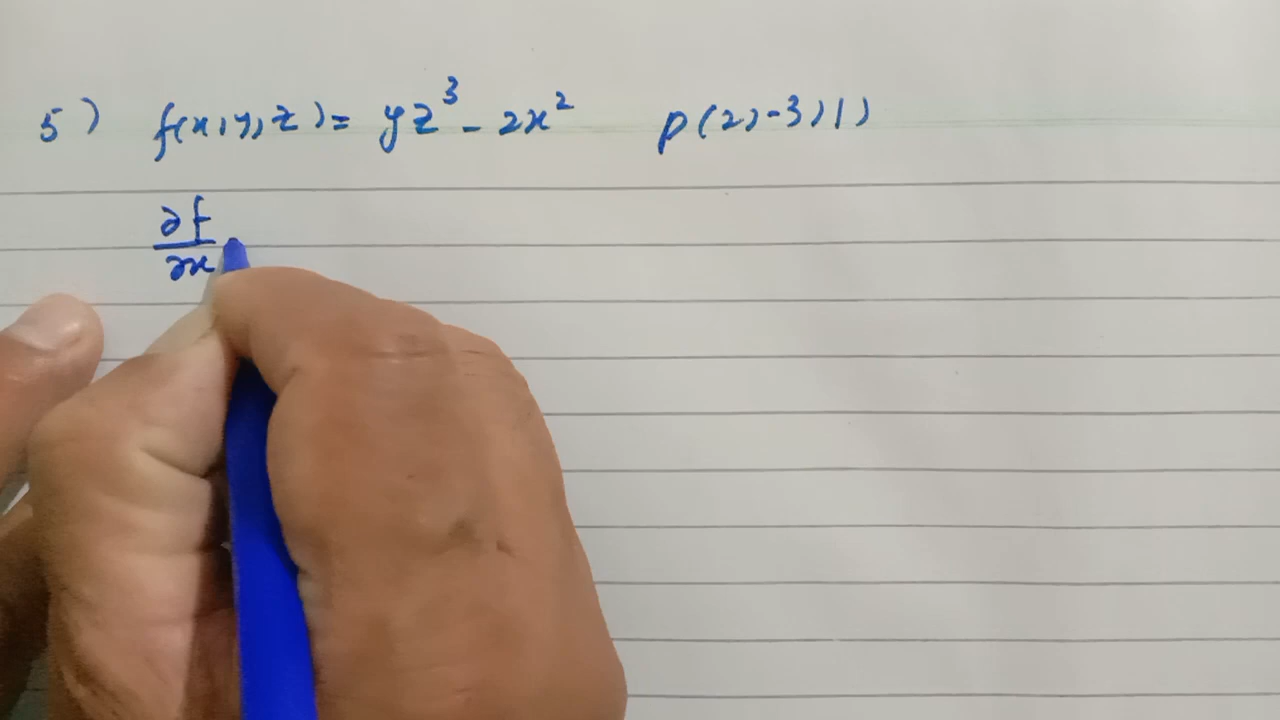 5) f(x,y,z) = yz³ - 2x² P(2,-3,1)
∂f/∂x